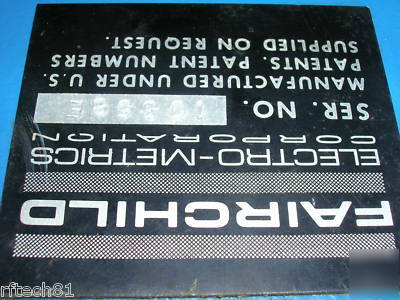 FAIRCHILD
ELECTRO-METRICS
CORPORATION
SER. NO.
MANUFACTURED UNDER U.S.
PATENTS. PATENT NUMBERS
SUPPLIED ON REQUEST.
© rftech81